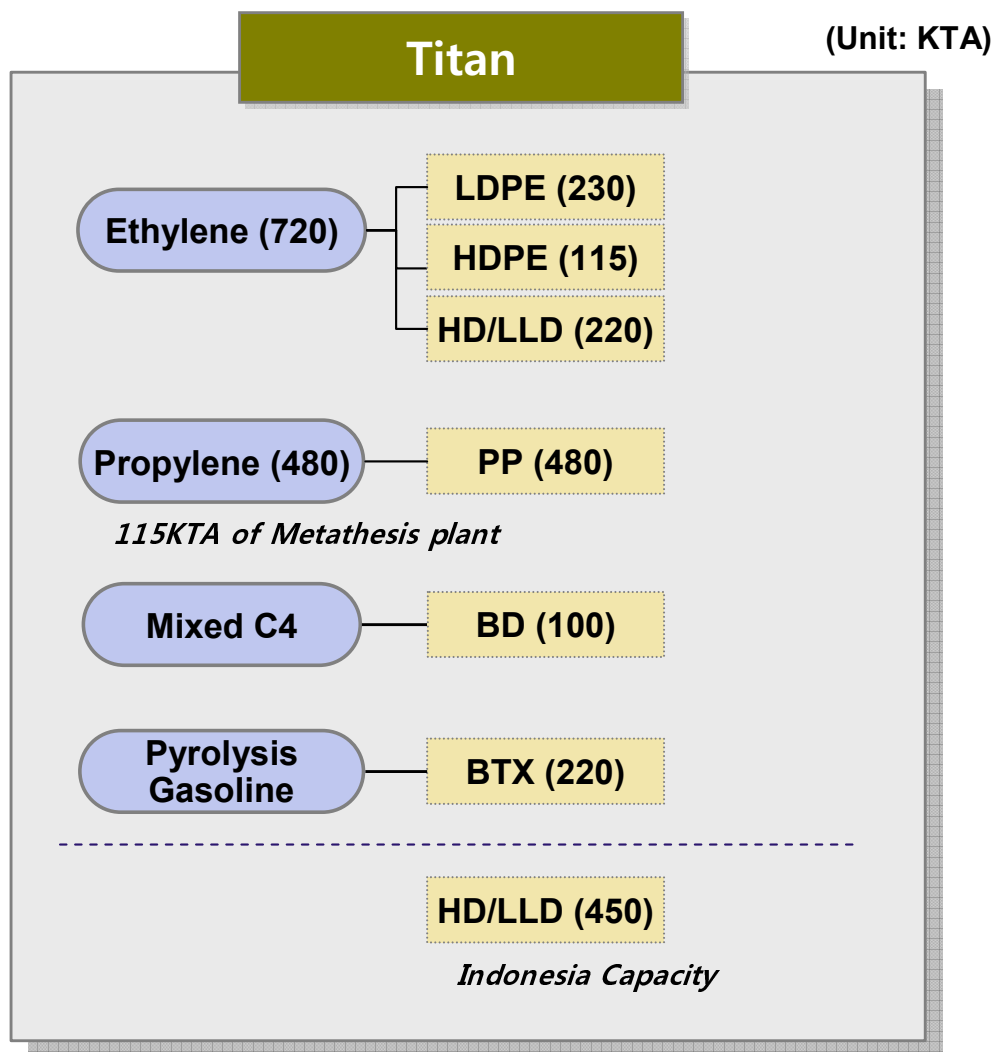 Titan
(Unit: KTA)
Ethylene (720)
LDPE (230)
HDPE (115)
HD/LLD (220)
Propylene (480)
PP (480)
115KTA of Metathesis plant
Mixed C4
BD (100)
Pyrolysis
Gasoline
BTX (220)
HD/LLD (450)
Indonesia Capacity